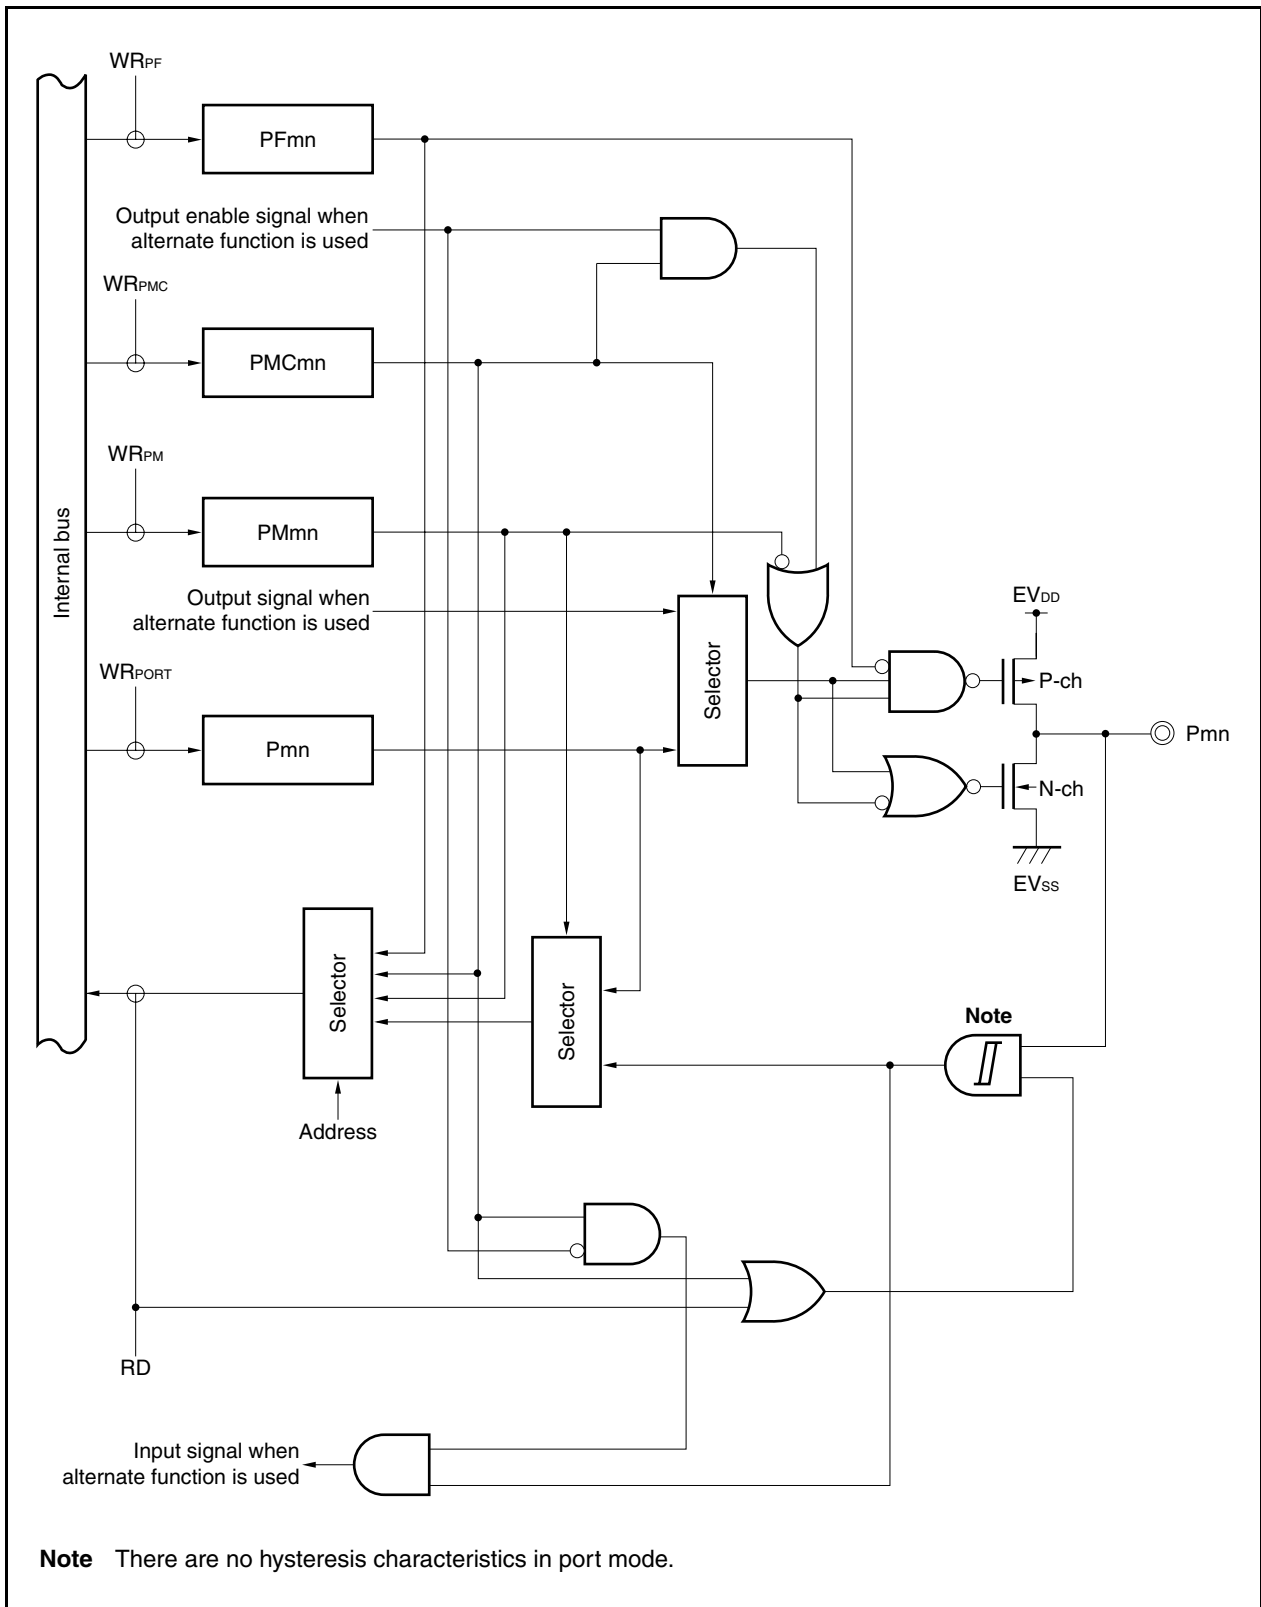 WRPF
PFmn
Output enable signal when
alternate function is used
WRPMC
PMCmn
WRPM
PMmn
Internal bus
Output signal when
alternate function is used
EVDD
WRPORT
Selector
P-ch
Pmn
Pmn
N-ch
EVSS
Selector
Selector
Note
Address
RD
Input signal when
alternate function is used
Note There are no hysteresis characteristics in port mode.